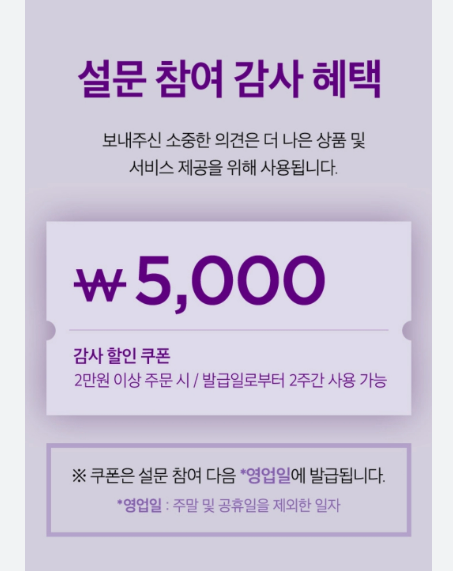 설문 참여 감사 혜택
보내주신 소중한 의견은 더 나은 상품 및
서비스 제공을 위해 사용됩니다.
₩5,000
감사 할인 쿠폰
2만원 이상 주문 시 / 발급일로부터 2주간 사용 가능
※ 쿠폰은 설문 참여 다음 *영업일에 발급됩니다.
*영업일 : 주말 및 공휴일을 제외한 일자